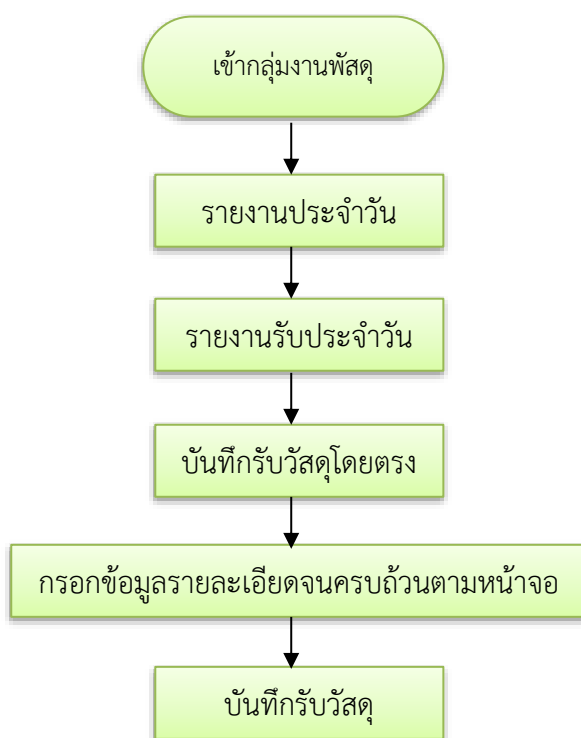 เข้ากลุ่มงานพัสดุ
รายงานประจำวัน
รายงานรับประจำวัน
บันทึกรับวัสดุโดยตรง
กรอกข้อมูลรายละเอียดจนครบถ้วนตามหน้าจอ
บันทึกรับวัสดุ